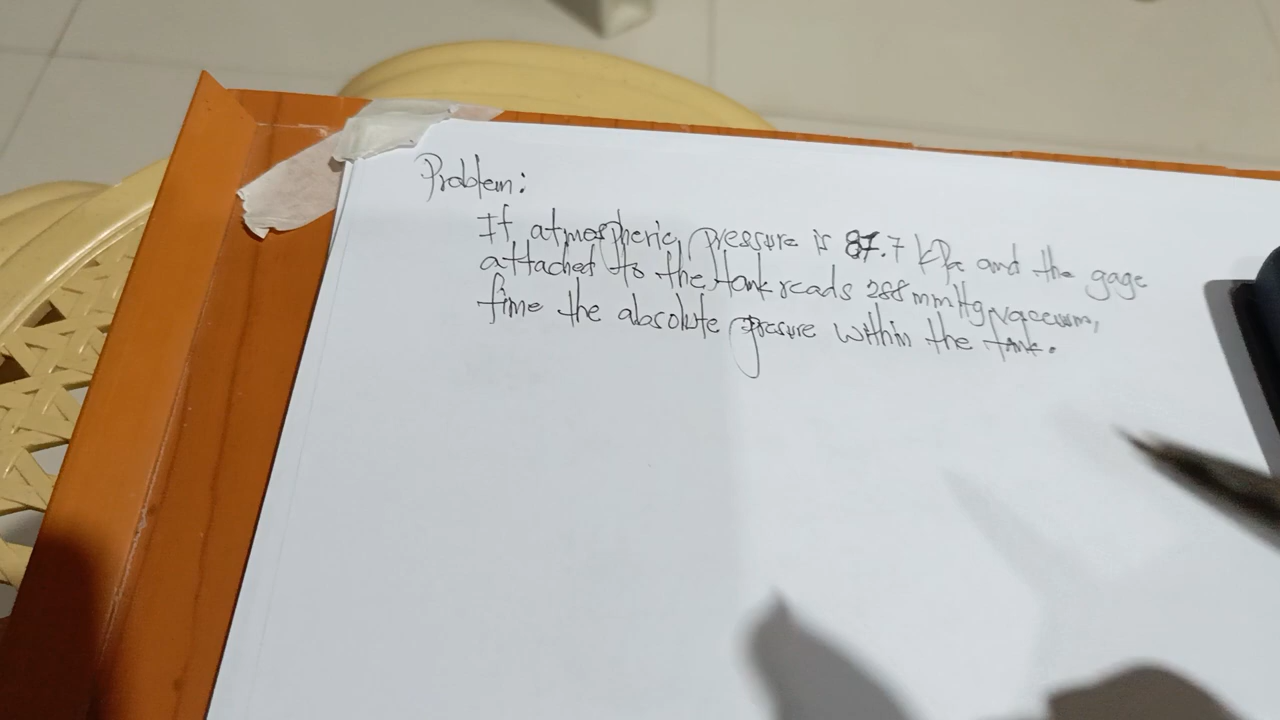 Problem:
If atmospheric pressure is 87.7 kPa and the gage
attached to the tank reads 288 mmHg vaccum,
fime the absolute presure within the tank.